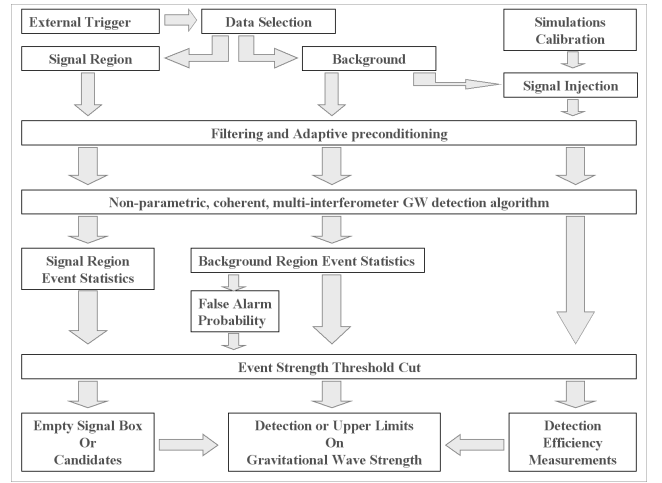 External Trigger
Data Selection
Simulations
Calibration
Signal Region
Background
Signal Injection
Filtering and Adaptive preconditioning
Non-parametric, coherent, multi-interferometer GW detection algorithm
Signal Region
Event Statistics
Background Region Event Statistics
False Alarm
Probability
Event Strength Threshold Cut
Empty Signal Box
Or
Candidates
Detection or Upper Limits
On
Gravitational Wave Strength
Detection
Efficiency
Measurements